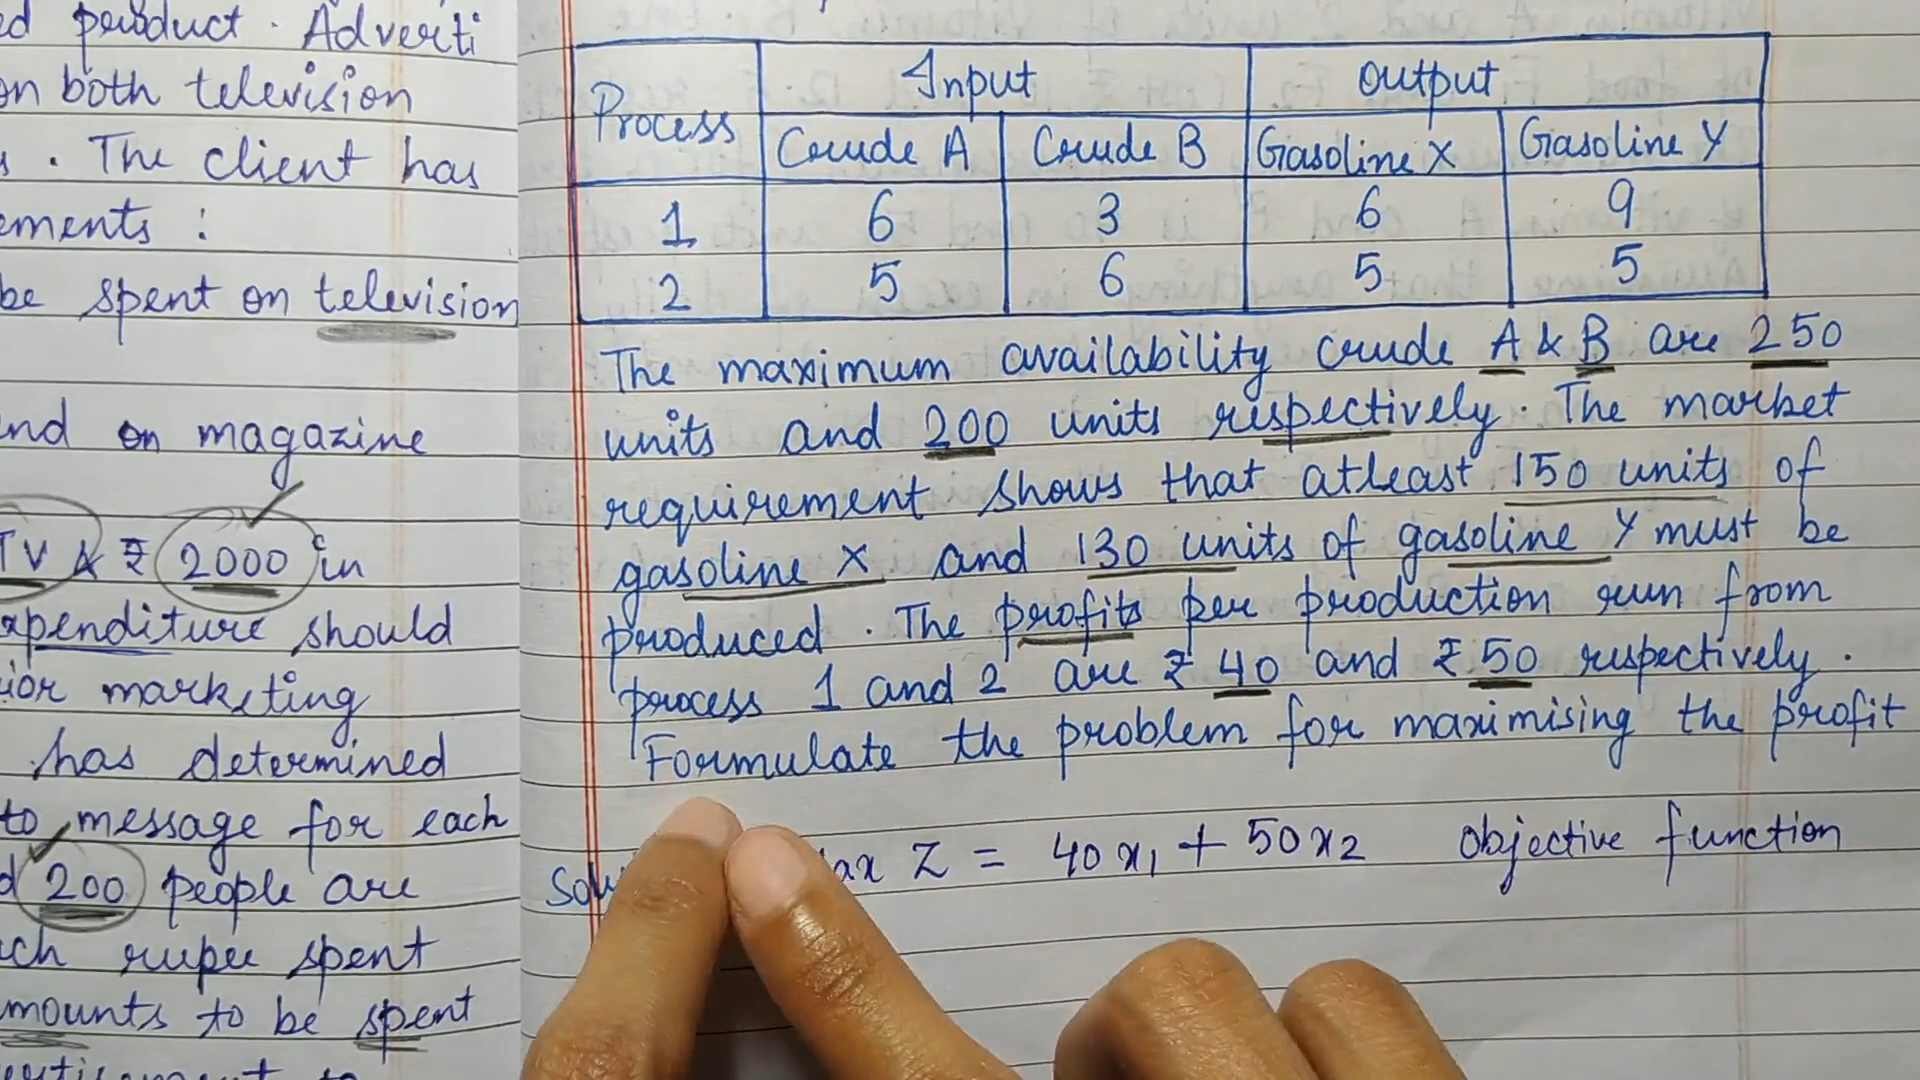 product. Adverti
on both television
. The client has
ements :
be spent on television
end on magazine
TV & ₹ 2000 in
xpenditure should
ior marketing
has determined
to message for each
200 people are
ch rupee spent
mounts to be spent
Process Input Output
Crude A Crude B Gasoline X Gasoline Y
1 6 3 6 9
2 5 6 5 5
The maximum availability crude A & B are 250
units and 200 units respectively. The market
requirement shows that atleast 150 units of
gasoline X and 130 units of gasoline Y must be
produced. The profits per production run from
process 1 and 2 are ₹ 40 and ₹ 50 respectively.
Formulate the problem for maximising the profit
Z = 40x₁ + 50x₂ Objective function